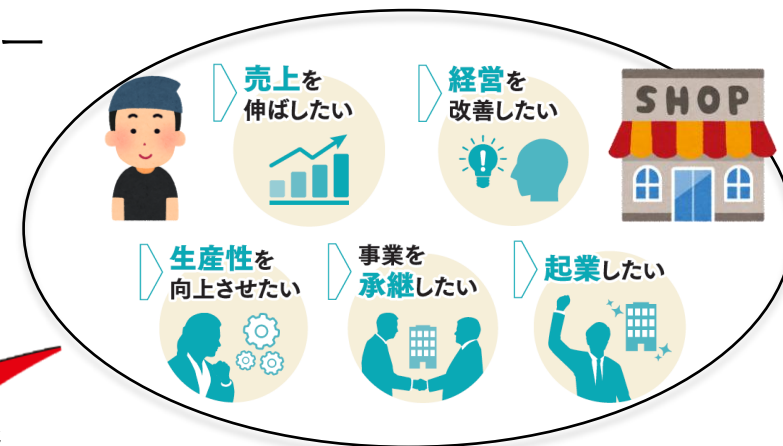 売上を
伸ばしたい
経営を
改善したい
SHOP
生産性を
向上させたい
事業を
承継したい
起業したい